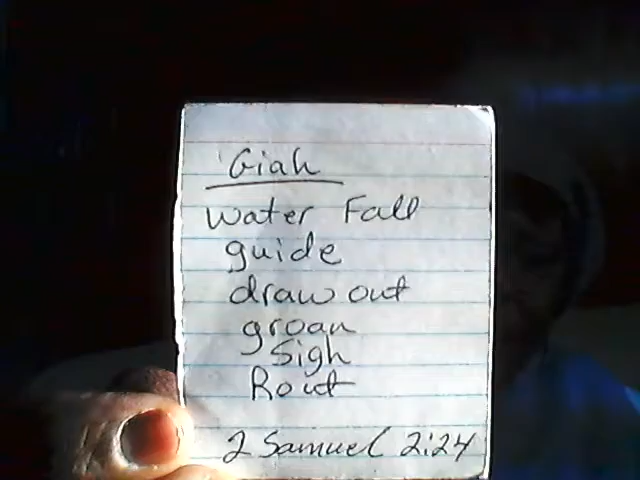 Giah
water Fall
guide
draw out
groan
Sigh
Rout
2 Samuel 2:24